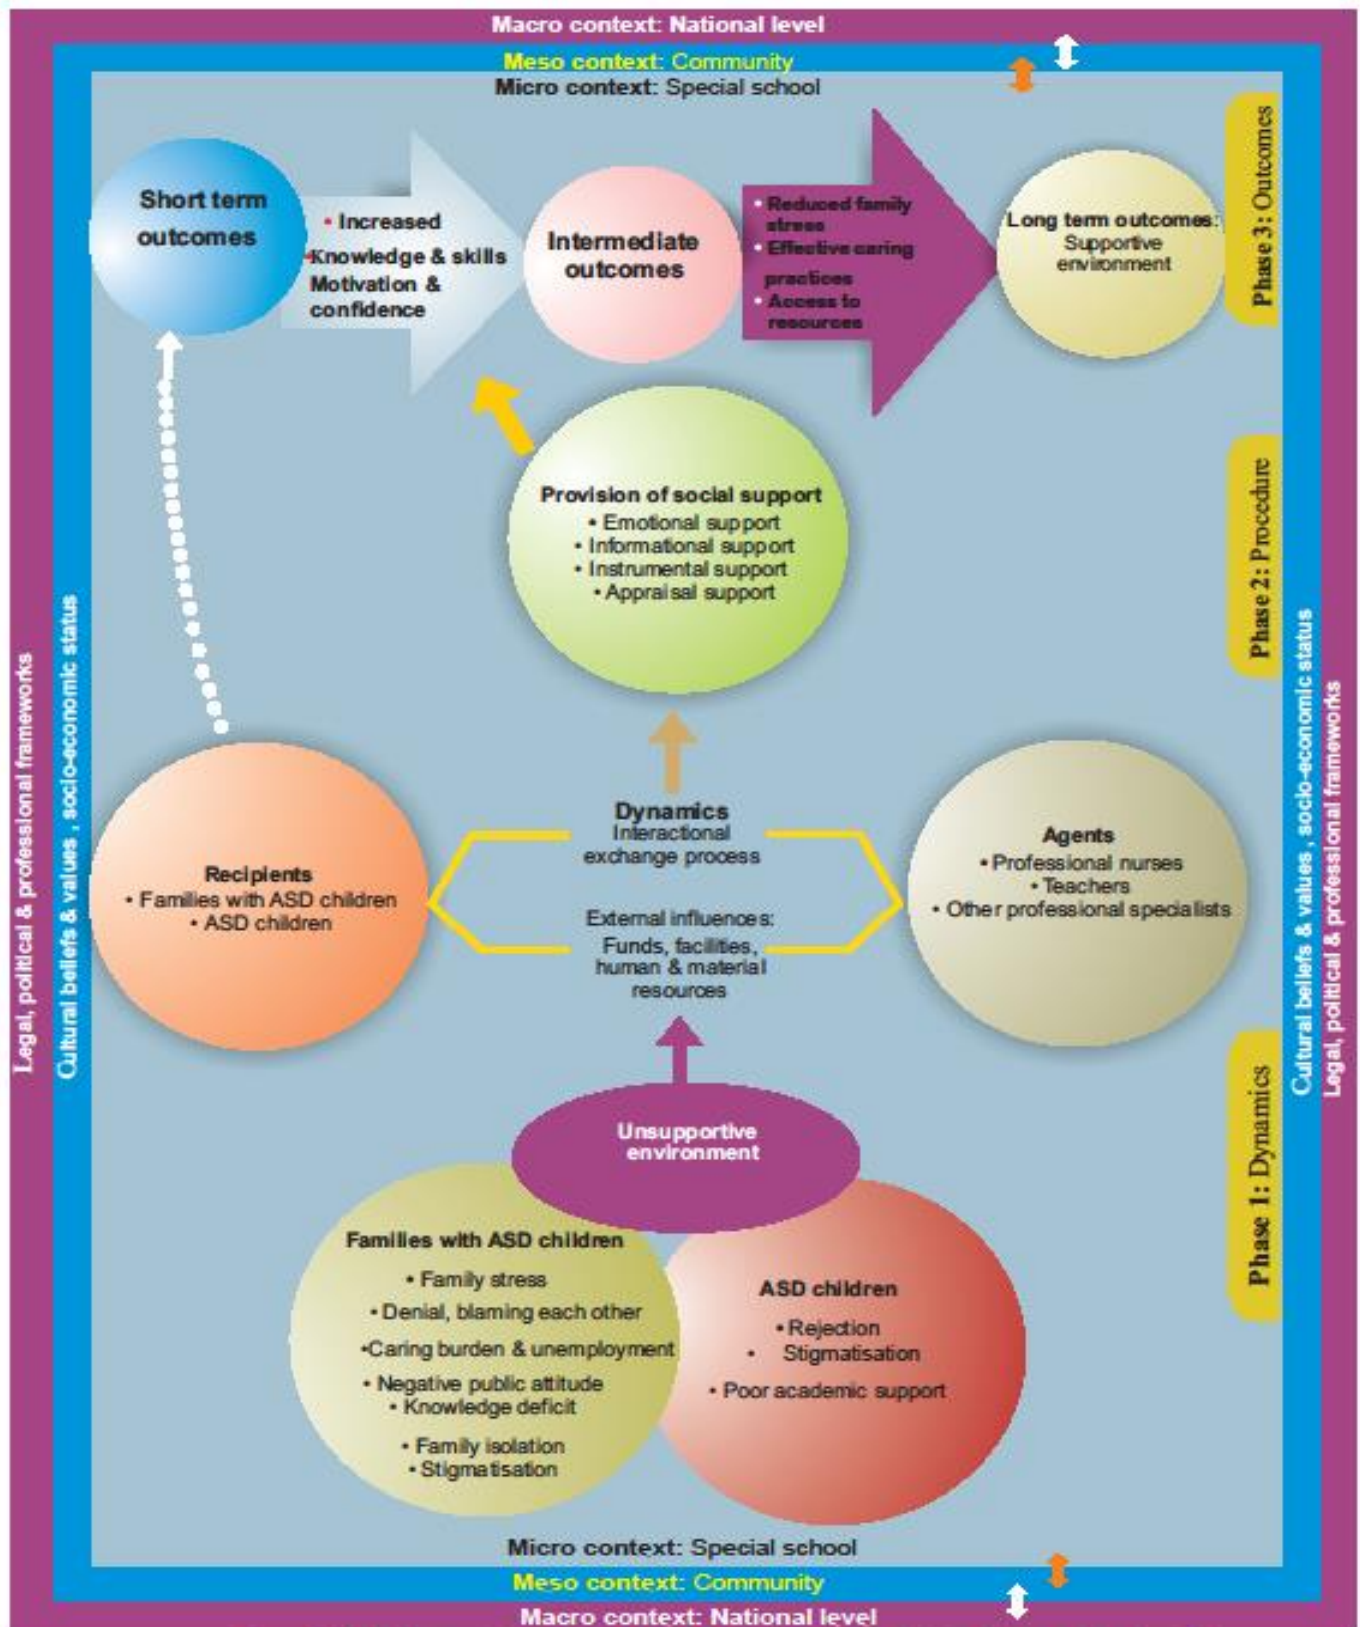 Macro context: National level
Meso context: Community
Micro context: Special school
Short term
outcomes
• Increased
•Knowledge & skills
Motivation &
confidence
Intermediate
outcomes
• Reduced family
stress
• Effective caring
practices
• Access to
resources
Long term outcomes:
Supportive
environment
Phase 3: Outcomes
Provision of social support
• Emotional support
• Informational support
• Instrumental support
• Appraisal support
Phase 2: Procedure
Legal, political & professional frameworks
Cultural beliefs & values , socio-economic status
Cultural beliefs & values , socio-economic status
Legal, political & professional frameworks
Recipients
• Families with ASD children
• ASD children
Dynamics
Interactional
exchange process
External influences:
Funds, facilities,
human & material
resources
Agents
• Professional nurses
• Teachers
• Other professional specialists
Unsupportive
environment
Phase 1: Dynamics
Families with ASD children
• Family stress
• Denial, blaming each other
•Caring burden & unemployment
• Negative public attitude
• Knowledge deficit
• Family isolation
• Stigmatisation
ASD children
• Rejection
• Stigmatisation
• Poor academic support
Micro context: Special school
Meso context: Community
Macro context: National level